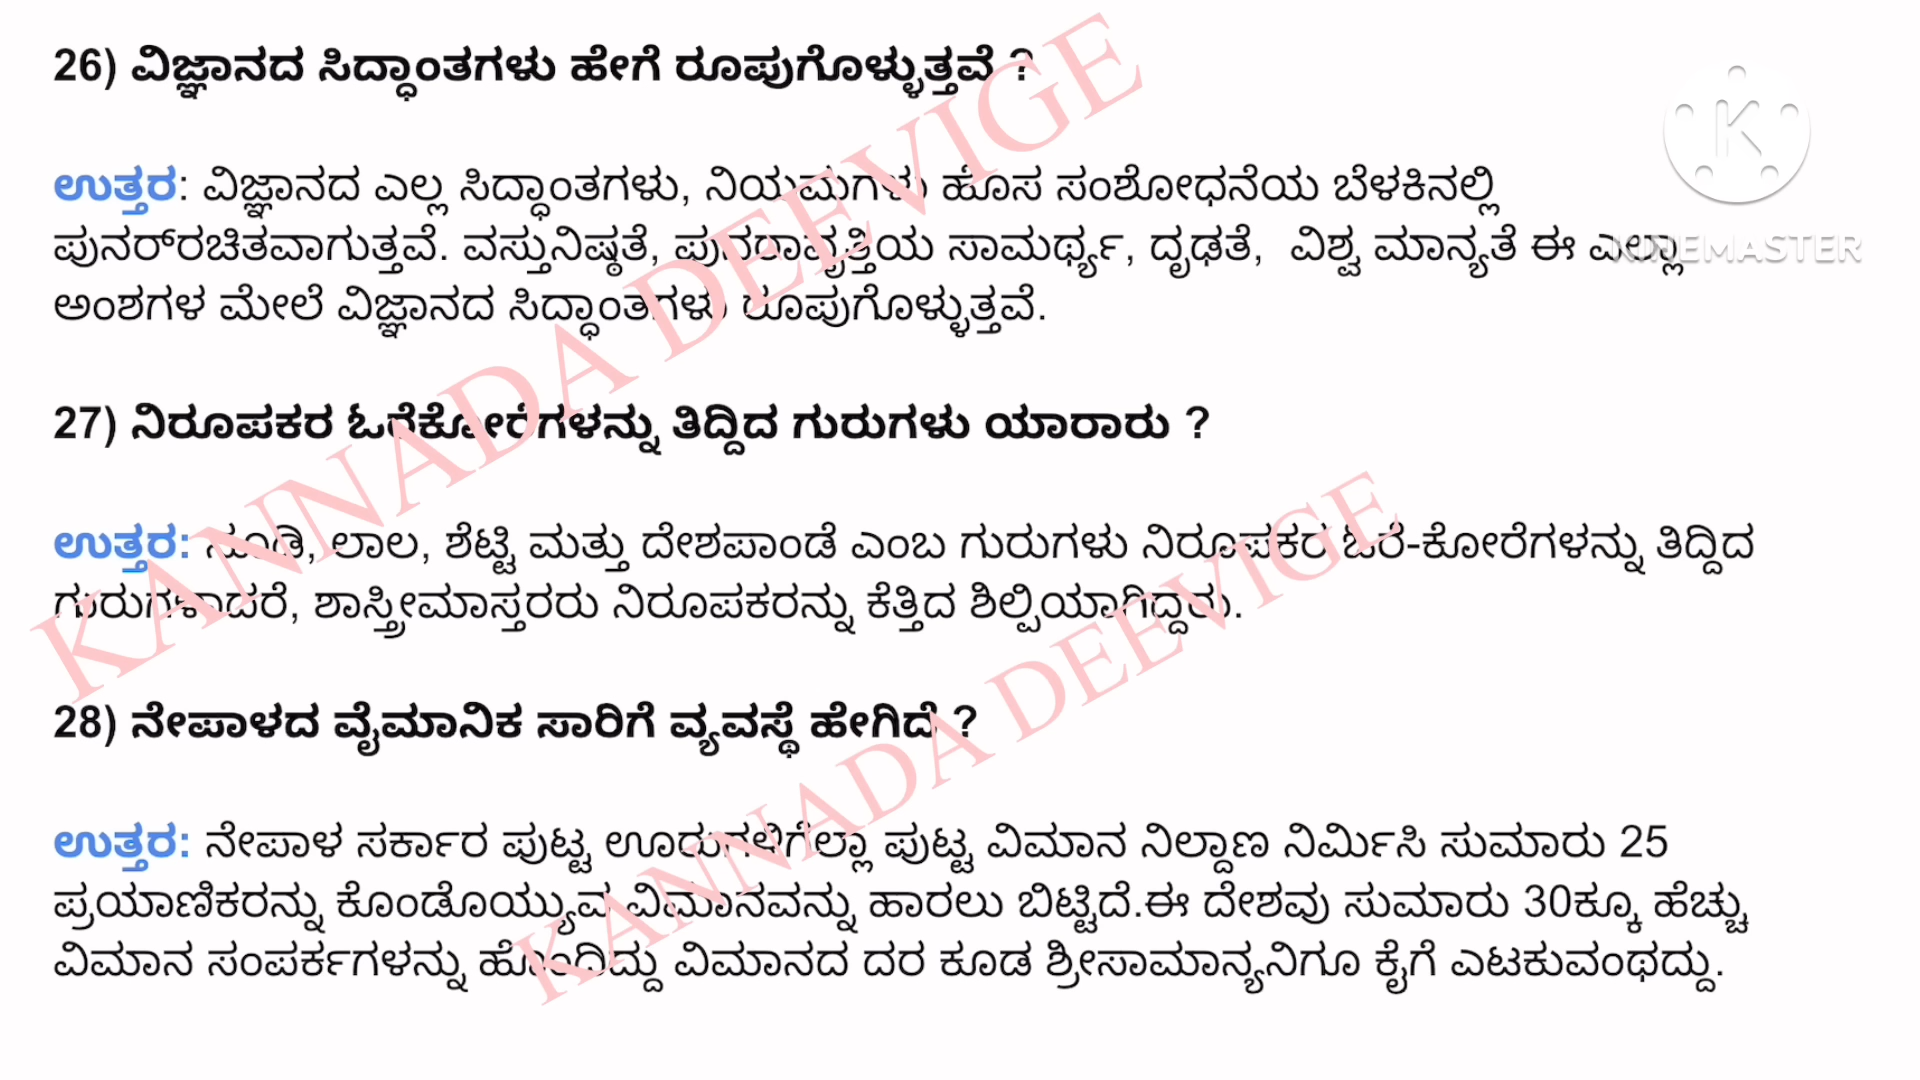 26) ವಿಜ್ಞಾನದ ಸಿದ್ಧಾಂತಗಳು ಹೇಗೆ ರೂಪುಗೊಳ್ಳುತ್ತವೆ ?
ಉತ್ತರ: ವಿಜ್ಞಾನದ ಎಲ್ಲ ಸಿದ್ಧಾಂತಗಳು, ನಿಯಮಗಳು ಹೊಸ ಸಂಶೋಧನೆಯ ಬೆಳಕಿನಲ್ಲಿ
ಪುನರ್‌ರಚಿತವಾಗುತ್ತವೆ. ವಸ್ತುನಿಷ್ಠತೆ, ಪುನರಾವೃತ್ತಿಯ ಸಾಮರ್ಥ್ಯ, ದೃಢತೆ, ವಿಶ್ವ ಮಾನ್ಯತೆ ಈ ಎಲ್ಲಾ
ಅಂಶಗಳ ಮೇಲೆ ವಿಜ್ಞಾನದ ಸಿದ್ಧಾಂತಗಳು ರೂಪುಗೊಳ್ಳುತ್ತವೆ.
27) ನಿರೂಪಕರ ಓರೆಕೋರೆಗಳನ್ನು ತಿದ್ದಿದ ಗುರುಗಳು ಯಾರಾರು ?
ಉತ್ತರ: ಲಾಲ, ಶೆಟ್ಟಿ ಮತ್ತು ದೇಶಪಾಂಡೆ ಎಂಬ ಗುರುಗಳು ನಿರೂಪಕರ ಓರೆ-ಕೋರೆಗಳನ್ನು ತಿದ್ದಿದ
ಗುರುಗಳಾದರೆ, ಶಾಸ್ತ್ರೀಮಾಸ್ತರರು ನಿರೂಪಕರನ್ನು ಕೆತ್ತಿದ ಶಿಲ್ಪಿಯಾಗಿದ್ದರು.
28) ನೇಪಾಳದ ವೈಮಾನಿಕ ಸಾರಿಗೆ ವ್ಯವಸ್ಥೆ ಹೇಗಿದೆ ?
ಉತ್ತರ: ನೇಪಾಳ ಸರ್ಕಾರ ಪುಟ್ಟ ಊರುಗಳಿಗೆಲ್ಲಾ ಪುಟ್ಟ ವಿಮಾನ ನಿಲ್ದಾಣ ನಿರ್ಮಿಸಿ ಸುಮಾರು 25
ಪ್ರಯಾಣಿಕರನ್ನು ಕೊಂಡೊಯ್ಯುವ ವಿಮಾನವನ್ನು ಹಾರಲು ಬಿಟ್ಟಿದೆ.ಈ ದೇಶವು ಸುಮಾರು 30ಕ್ಕೂ ಹೆಚ್ಚು
ವಿಮಾನ ಸಂಪರ್ಕಗಳನ್ನು ಹೊಂದಿದ್ದು ವಿಮಾನದ ದರ ಕೂಡ ಶ್ರೀಸಾಮಾನ್ಯನಿಗೂ ಕೈಗೆ ಎಟಕುವಂಥದ್ದು.
KANNADA DEEVIGE
KANNADA DEEVIGE
K
KINEMASTER